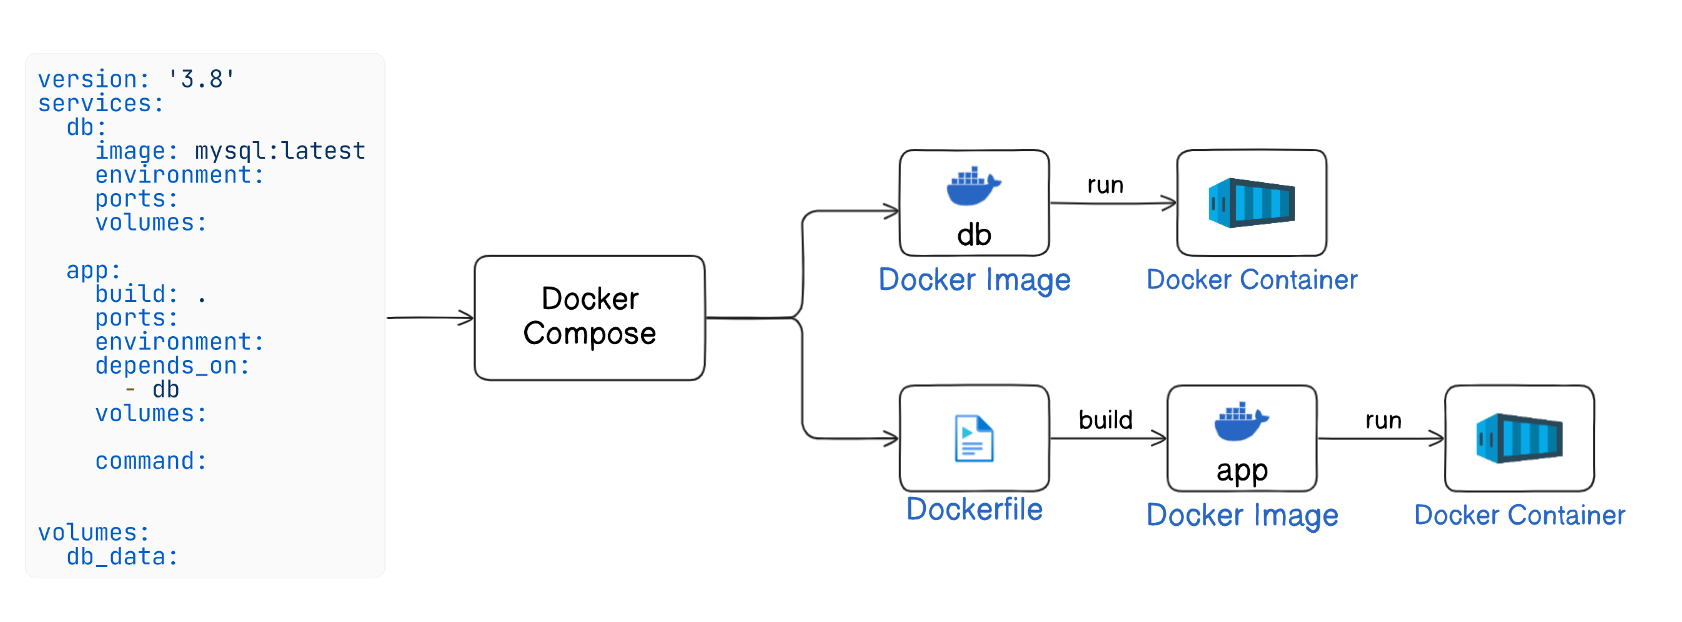 version: '3.8'
services:
  db:
    image: mysql:latest
    environment:
    ports:
    volumes:
  app:
    build: .
    ports:
    environment:
    depends_on:
      - db
    volumes:
    command:
volumes:
  db_data:
Docker
Compose
db
Docker Image
run
Docker Container
Dockerfile
build
app
Docker Image
run
Docker Container